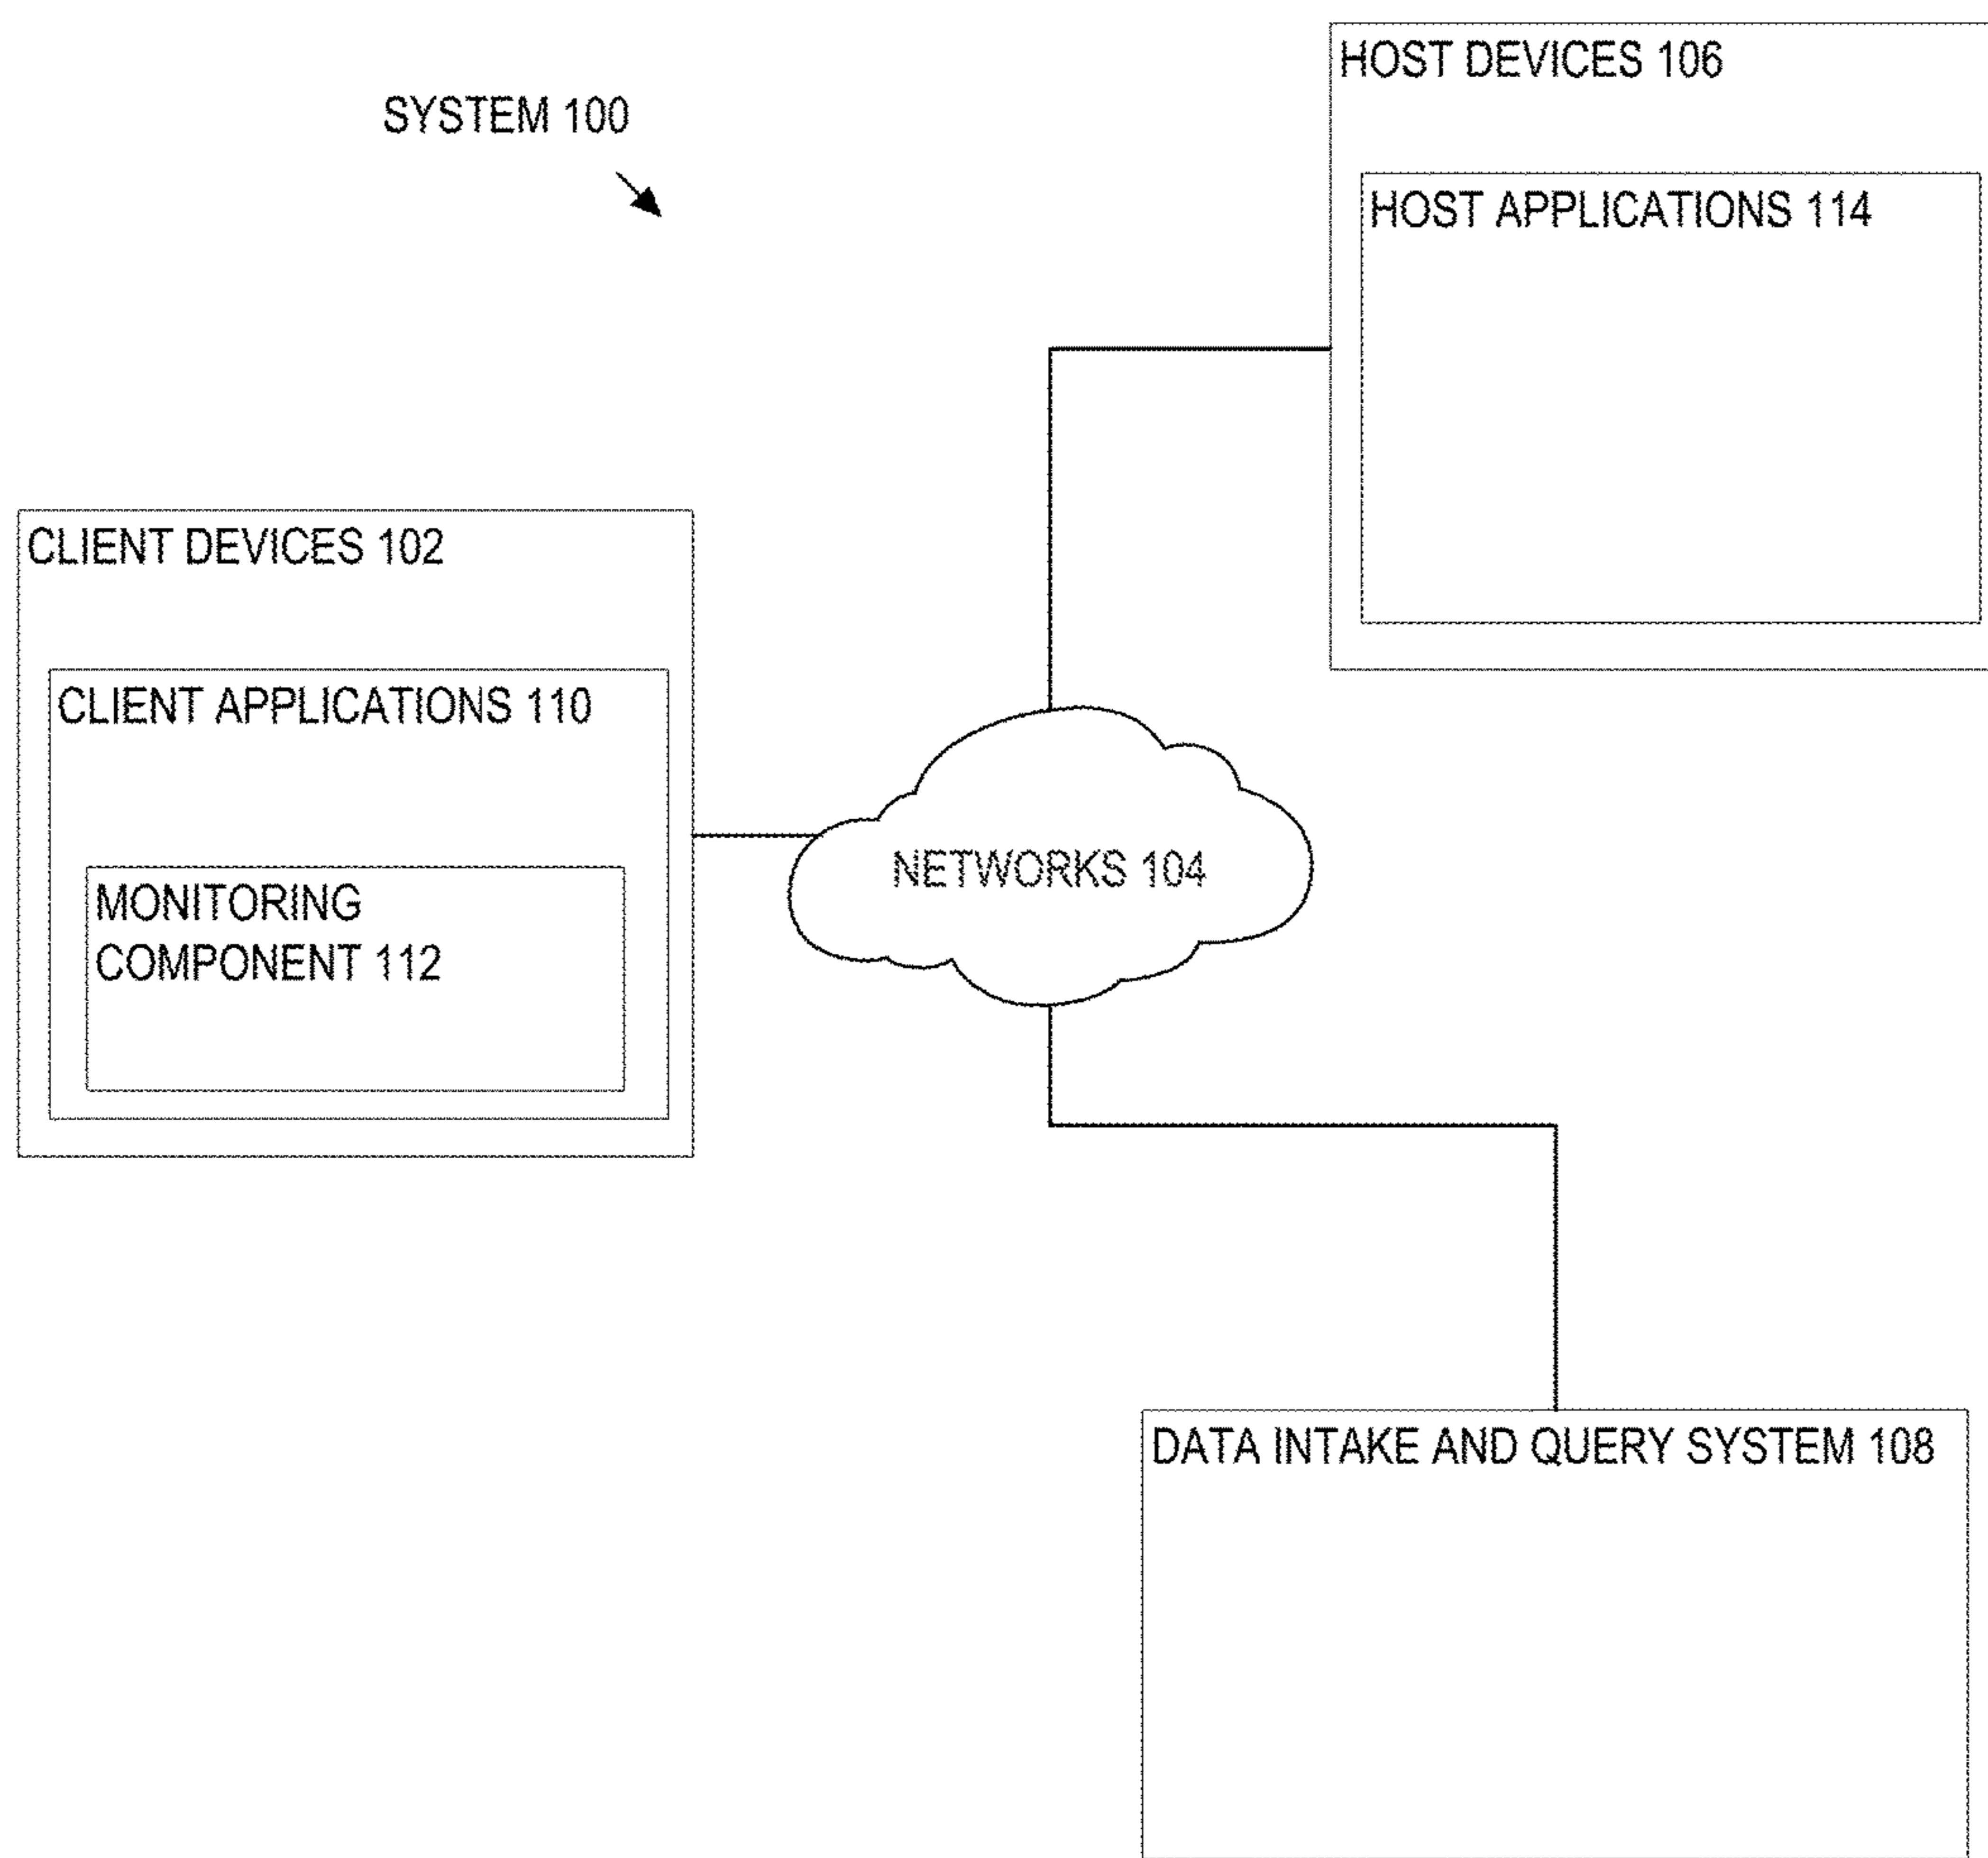 HOST DEVICES 106
SYSTEM 100
HOST APPLICATIONS 114
CLIENT DEVICES 102
CLIENT APPLICATIONS 110
NETWORKS 104
MONITORING
COMPONENT 112
DATA INTAKE AND QUERY SYSTEM 108